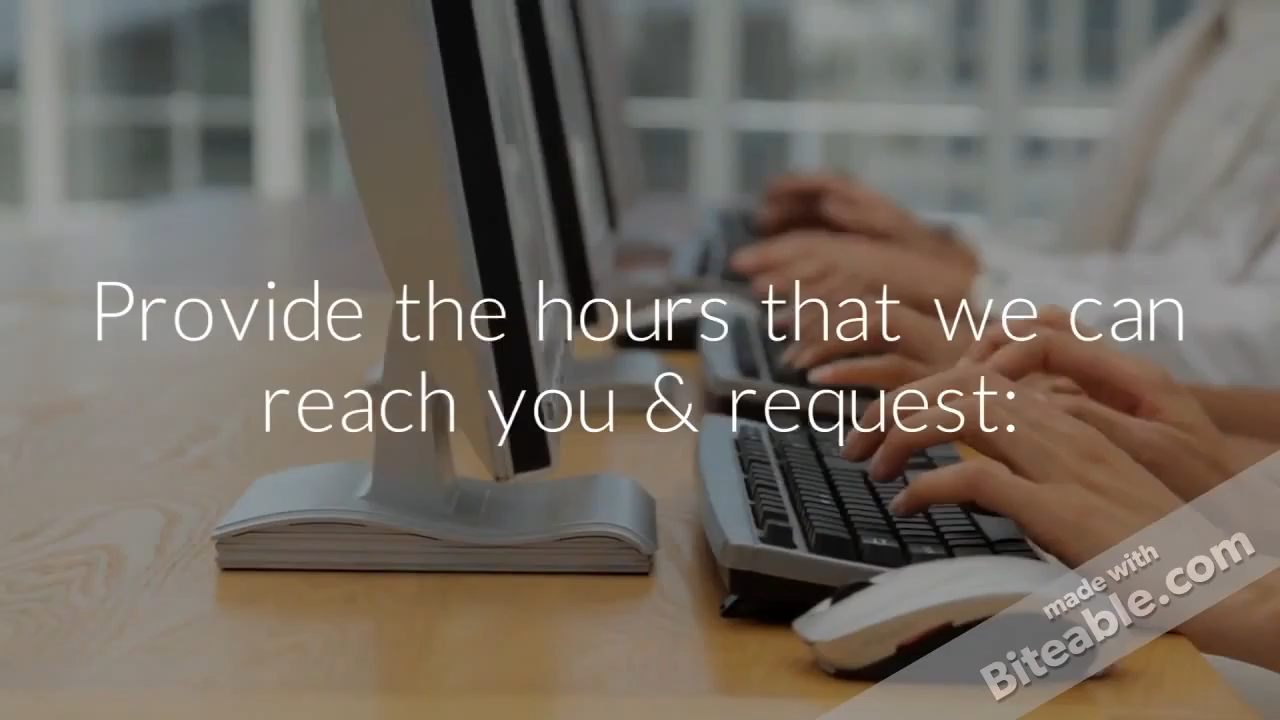 Provide the hours that we can
reach you & request:
made with
Biteable.com